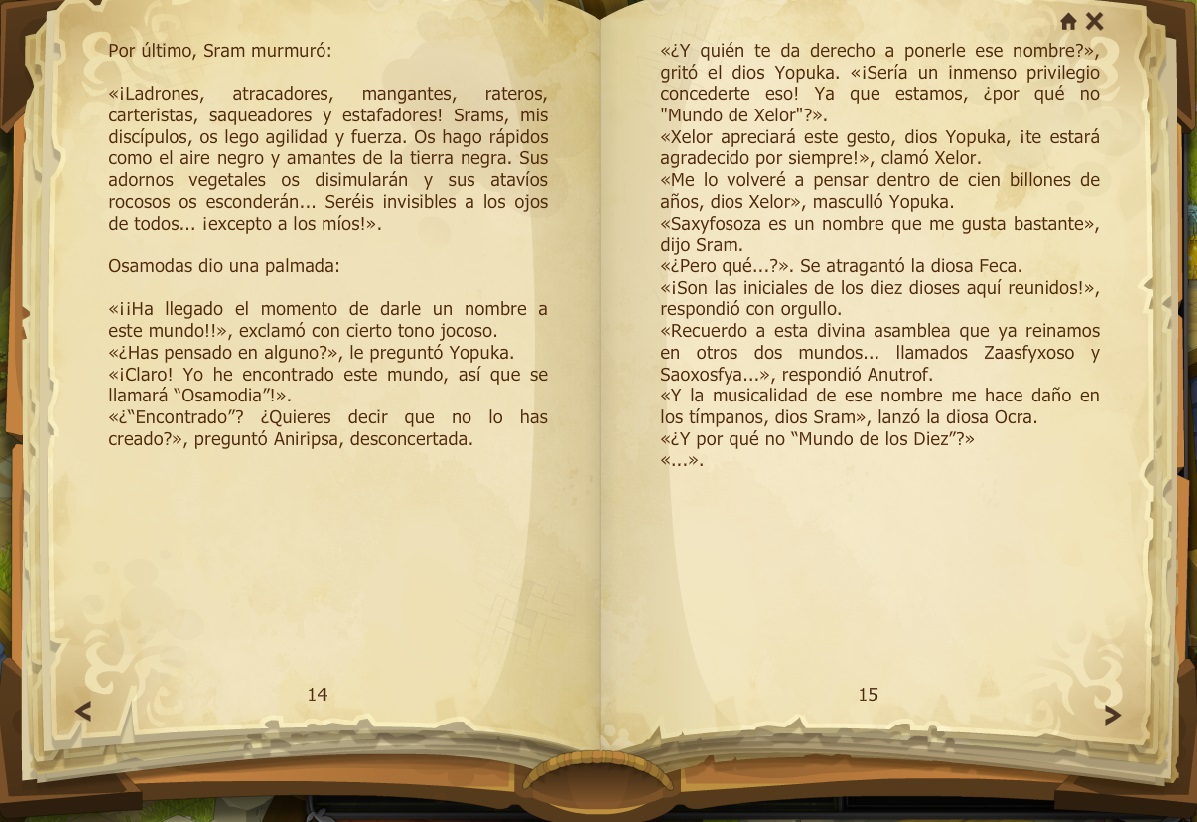 Por último, Sram murmuró:
«¡Ladrones, atracadores, mangantes, rateros,
carteristas, saqueadores y estafadores! Srams, mis
discípulos, os lego agilidad y fuerza. Os hago rápidos
como el aire negro y amantes de la tierra negra. Sus
adornos vegetales os disimularán y sus atavíos
rocosos os esconderán... Seréis invisibles a los ojos
de todos... ¡excepto a los míos!».
Osamodas dio una palmada:
«¡¡Ha llegado el momento de darle un nombre a
este mundo!!», exclamó con cierto tono jocoso.
«¿Has pensado en alguno?», le preguntó Yopuka.
«¡Claro! Yo he encontrado este mundo, así que se
llamará “Osamodia”!».
«¿“Encontrado”? ¿Quieres decir que no lo has
creado?», preguntó Aniripsa, desconcertada.
14
«¿Y quién te da derecho a ponerle ese nombre?»,
gritó el dios Yopuka. «¡Sería un inmenso privilegio
concederte eso! Ya que estamos, ¿por qué no
"Mundo de Xelor"?».
«Xelor apreciará este gesto, dios Yopuka, ¡te estará
agradecido por siempre!», clamó Xelor.
«Me lo volveré a pensar dentro de cien billones de
años, dios Xelor», masculló Yopuka.
«Saxyfosoza es un nombre que me gusta bastante»,
dijo Sram.
«¿Pero qué...?». Se atragantó la diosa Feca.
«¡Son las iniciales de los diez dioses aquí reunidos!»,
respondió con orgullo.
«Recuerdo a esta divina asamblea que ya reinamos
en otros dos mundos... llamados Zaasfyxoso y
Saoxosfya...», respondió Anutrof.
«Y la musicalidad de ese nombre me hace daño en
los tímpanos, dios Sram», lanzó la diosa Ocra.
«¿Y por qué no “Mundo de los Diez”?»
«...».
15